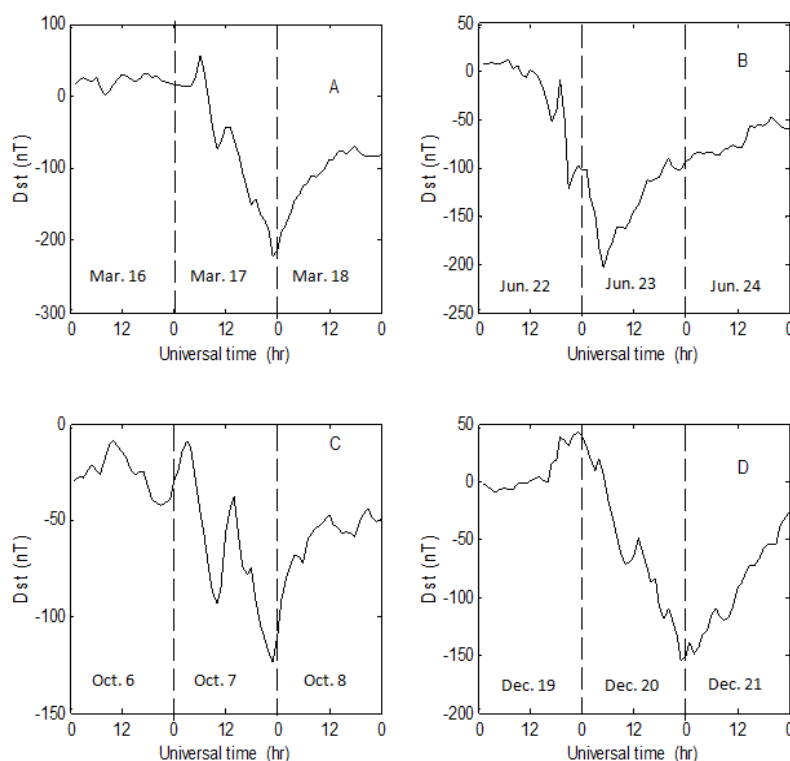 100
0
-100
-200
-300
Dst (nT)
A
Mar. 16
Mar. 17
Mar. 18
0 12 0 12 0 12 0
Universal time (hr)
50
0
-50
-100
-150
-200
-250
Dst (nT)
B
Jun. 22
Jun. 23
Jun. 24
0 12 0 12 0 12 0
Universal time (hr)
0
-50
-100
-150
Dst (nT)
C
Oct. 6
Oct. 7
Oct. 8
0 12 0 12 0 12 0
Universal time (hr)
50
0
-50
-100
-150
-200
Dst (nT)
D
Dec. 19
Dec. 20
Dec. 21
0 12 0 12 0 12 0
Universal time (hr)